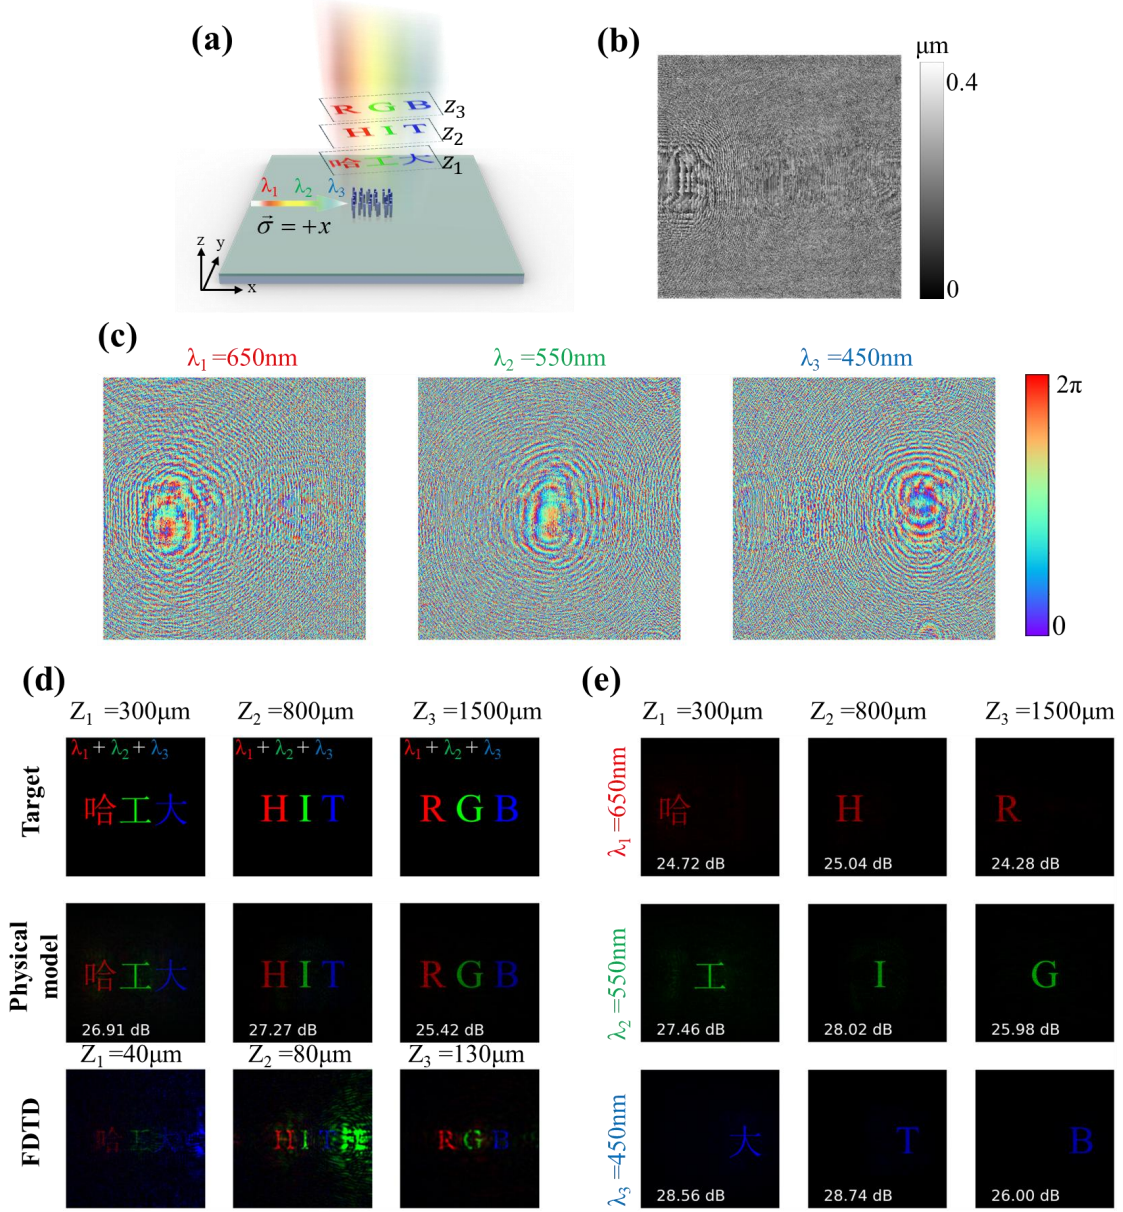 (a)
R G B z₃
H I T z₂
哈 工 大 z₁
λ₁ λ₂ λ₃
σ⃗ = +x
z
y
x
(b)
μm
0.4
0
(c)
λ₁ =650nm
λ₂ =550nm
λ₃ =450nm
2π
0
(d)
Z₁ =300μm Z₂ =800μm Z₃ =1500μm
Target
λ₁ + λ₂ + λ₃
哈工大
λ₁ + λ₂ + λ₃
H I T
λ₁ + λ₂ + λ₃
R G B
Physical
model
哈工大
26.91 dB
H I T
27.27 dB
R G B
25.42 dB
Z₁ =40μm Z₂ =80μm Z₃ =130μm
FDTD
哈工大
H I T
R G B
(e)
Z₁ =300μm Z₂ =800μm Z₃ =1500μm
λ₁ =650nm
哈
24.72 dB
H
25.04 dB
R
24.28 dB
λ₂ =550nm
工
27.46 dB
I
28.02 dB
G
25.98 dB
λ₃ =450nm
大
28.56 dB
T
28.74 dB
B
26.00 dB